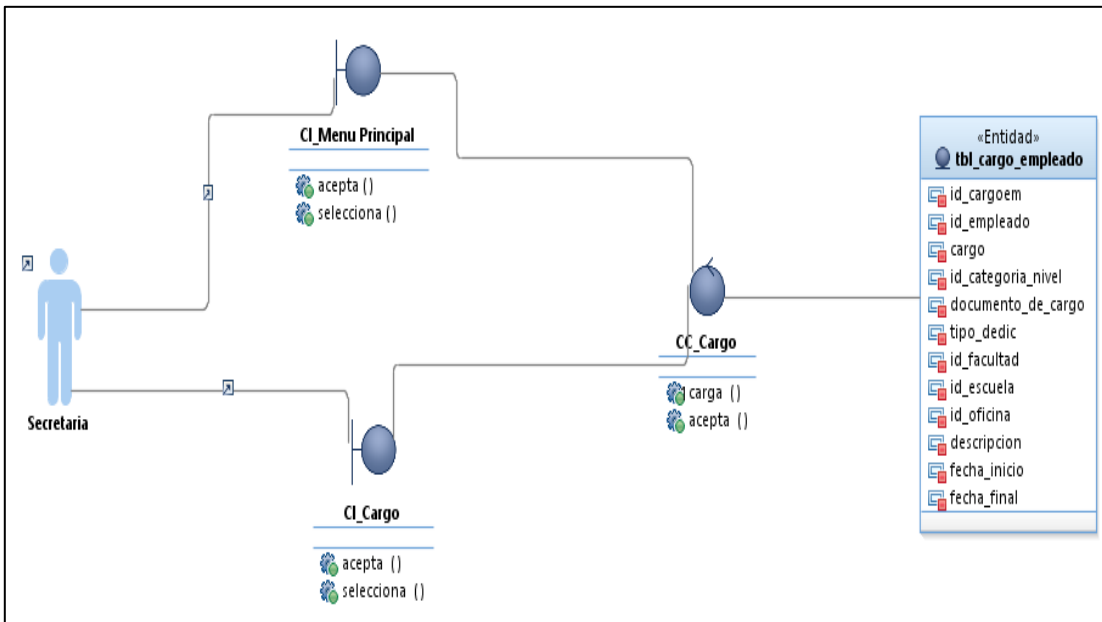 CI_Menu Principal
acepta ()
selecciona ()
Secretaria
CI_Cargo
acepta ()
selecciona ()
CC_Cargo
carga ()
acepta ()
«Entidad»
tbl_cargo_empleado
id_cargoem
id_empleado
cargo
id_categoria_nivel
documento_de_cargo
tipo_dedic
id_facultad
id_escuela
id_oficina
descripcion
fecha_inicio
fecha_final